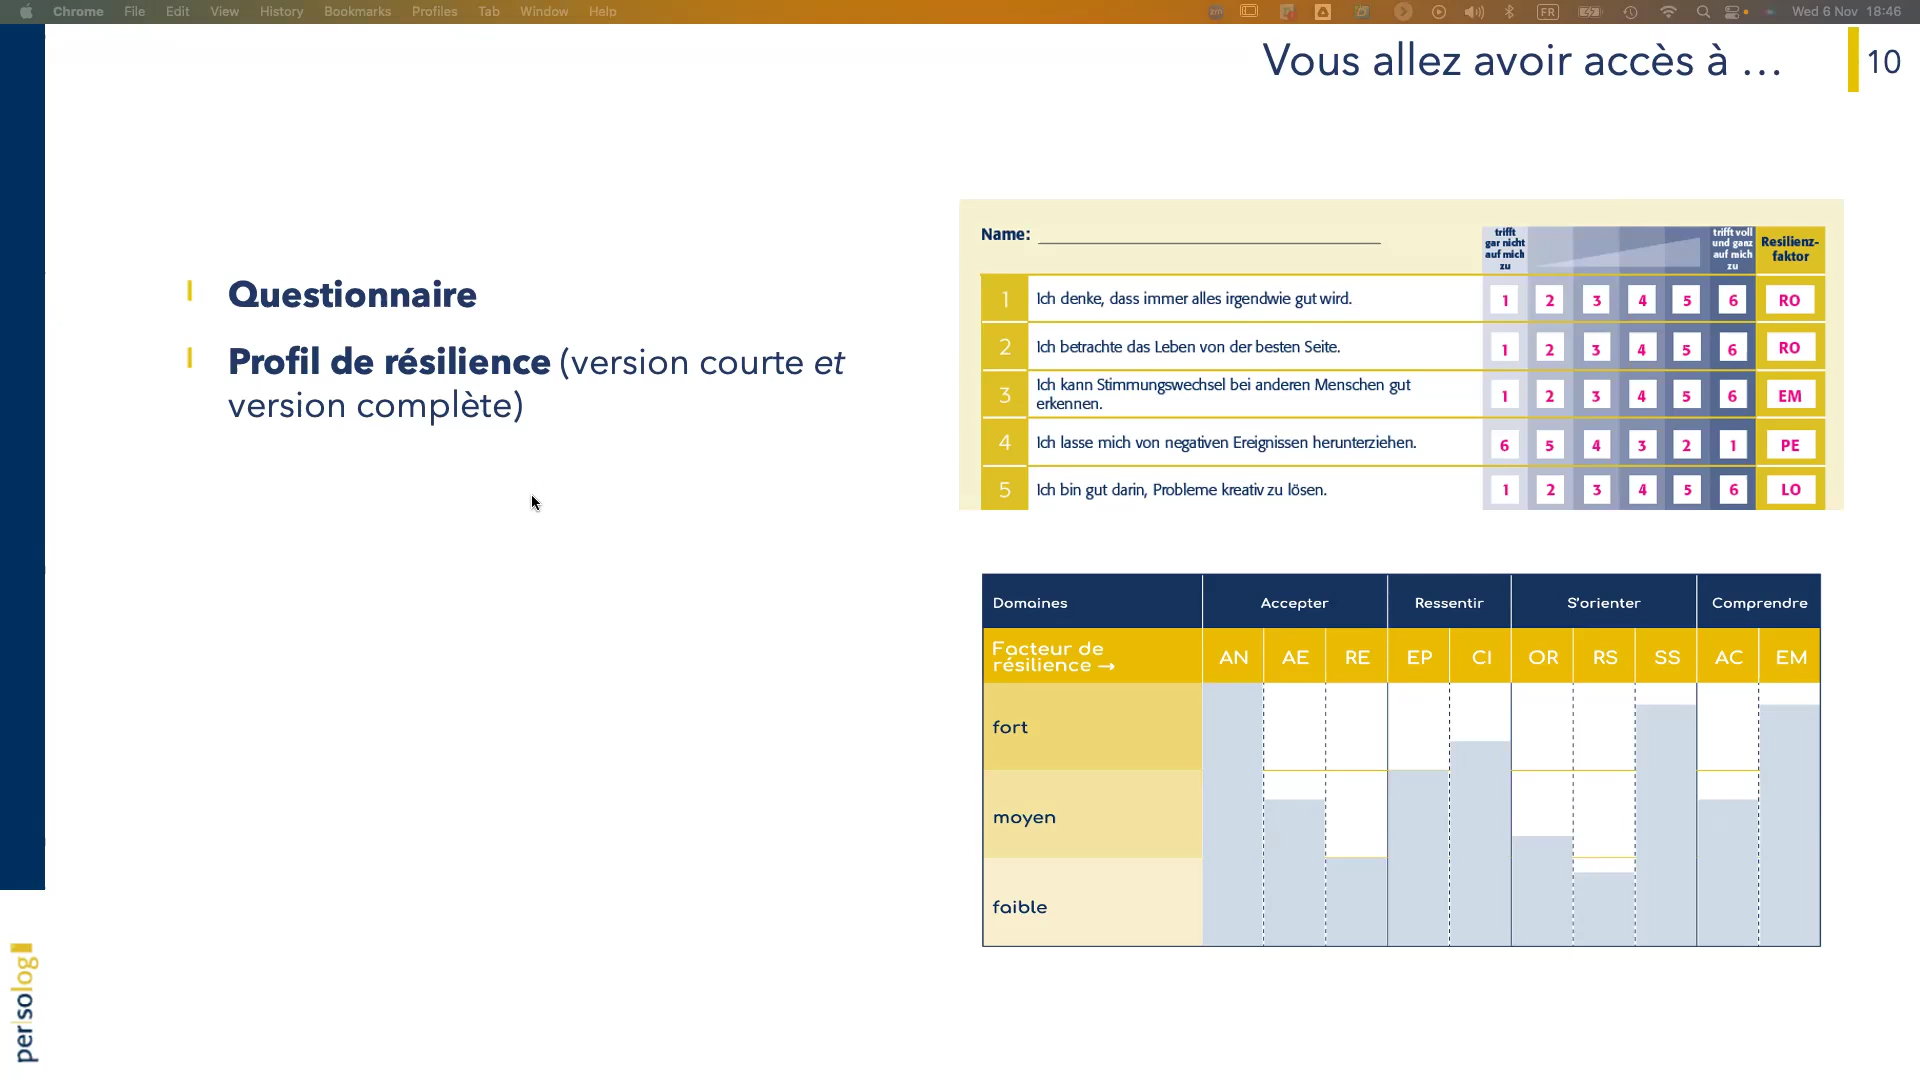 Chrome File Edit View History Bookmarks Profiles Tab Window Help FR Wed 6 Nov 18:46
Vous allez avoir accès à ... 10
Questionnaire
Profil de résilience (version courte et
version complète)
Name:
trifft
gar nicht
auf mich
zu
trifft voll
und ganz
auf mich
zu
Resilienz-
faktor
1 Ich denke, dass immer alles irgendwie gut wird. 1 2 3 4 5 6 RO
2 Ich betrachte das Leben von der besten Seite. 1 2 3 4 5 6 RO
3 Ich kann Stimmungswechsel bei anderen Menschen gut
erkennen. 1 2 3 4 5 6 EM
4 Ich lasse mich von negativen Ereignissen herunterziehen. 6 5 4 3 2 1 PE
5 Ich bin gut darin, Probleme kreativ zu lösen. 1 2 3 4 5 6 LO
Domaines Accepter Ressentir S'orienter Comprendre
Facteur de
résilience → AN AE RE EP CI OR RS SS AC EM
fort
moyen
faible
persolog